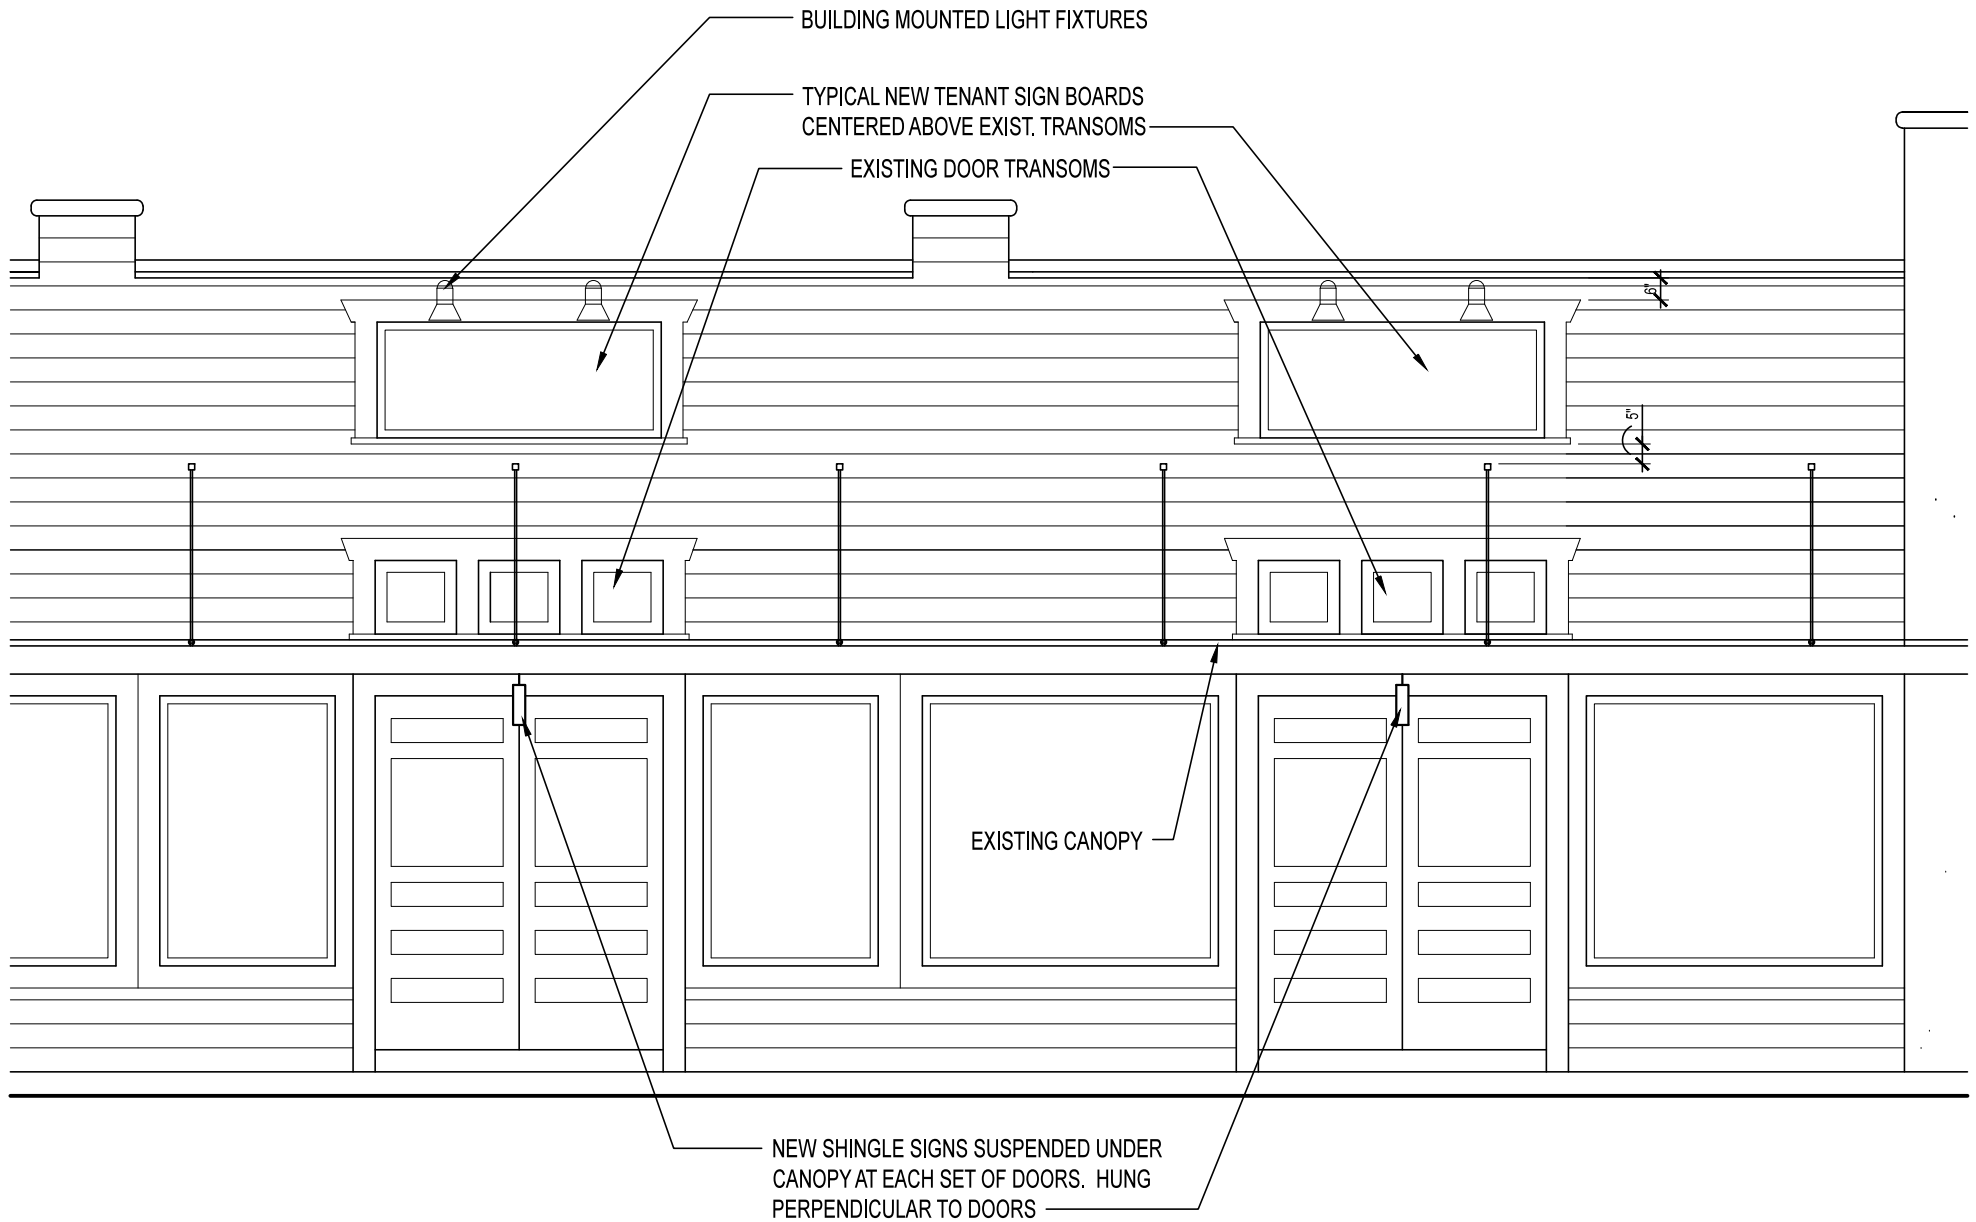 BUILDING MOUNTED LIGHT FIXTURES
TYPICAL NEW TENANT SIGN BOARDS
CENTERED ABOVE EXIST. TRANSOMS
EXISTING DOOR TRANSOMS
6"
5"
EXISTING CANOPY
NEW SHINGLE SIGNS SUSPENDED UNDER
CANOPY AT EACH SET OF DOORS. HUNG
PERPENDICULAR TO DOORS